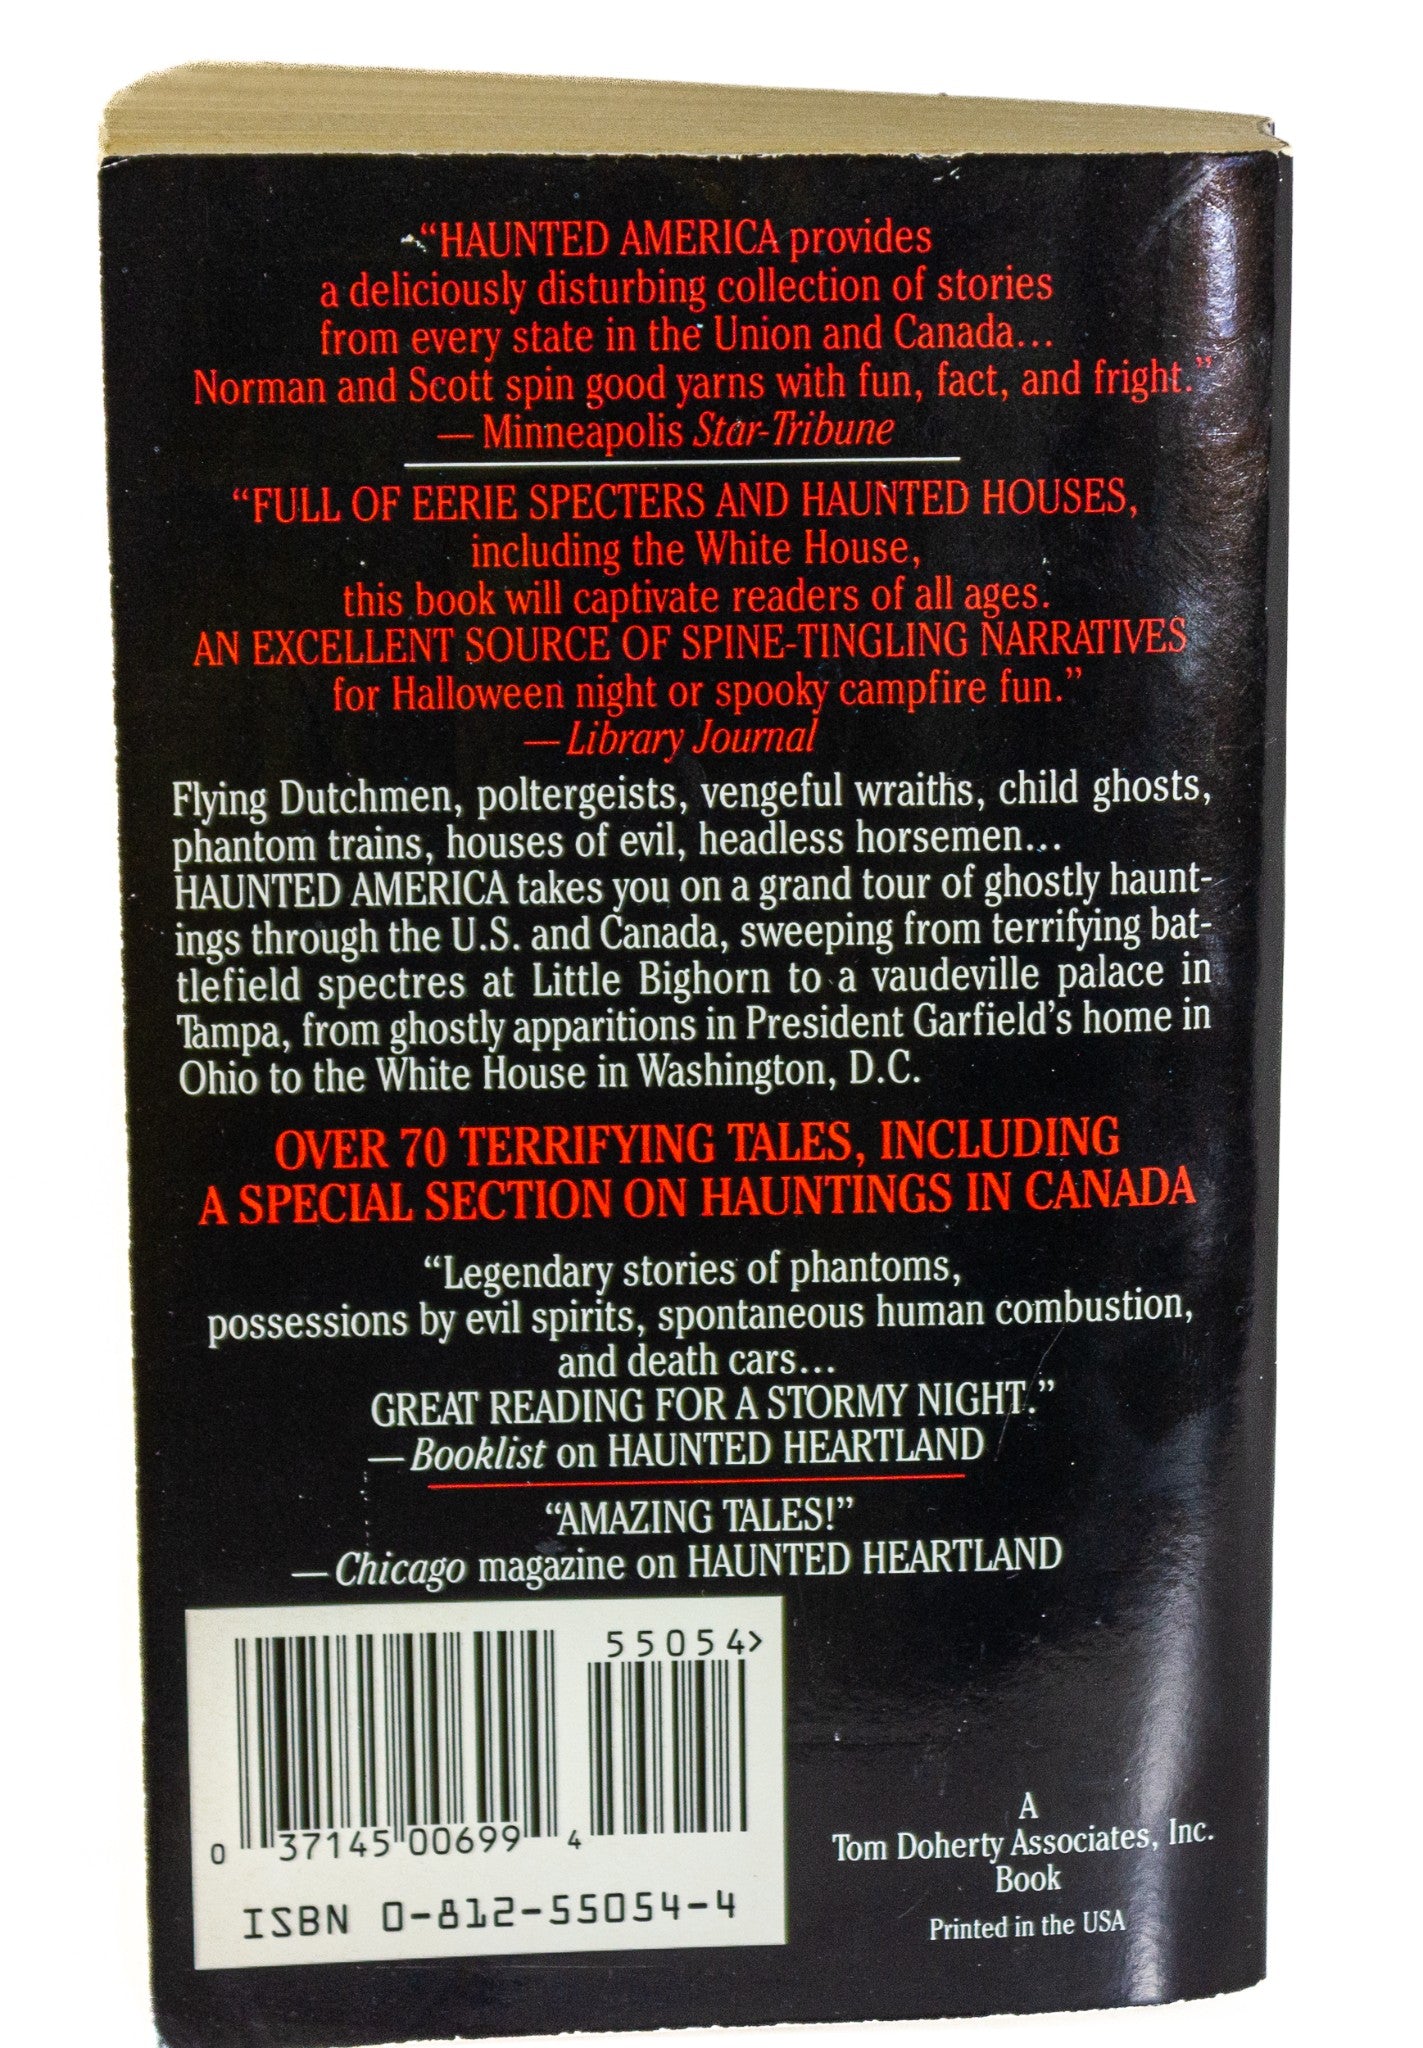 “HAUNTED AMERICA provides
a deliciously disturbing collection of stories
from every state in the Union and Canada...
Norman and Scott spin good yarns with fun, fact, and fright.”
— Minneapolis Star-Tribune
“FULL OF EERIE SPECTERS AND HAUNTED HOUSES,
including the White House,
this book will captivate readers of all ages.
AN EXCELLENT SOURCE OF SPINE-TINGLING NARRATIVES
for Halloween night or spooky campfire fun.”
— Library Journal
Flying Dutchmen, poltergeists, vengeful wraiths, child ghosts,
phantom trains, houses of evil, headless horsemen...
HAUNTED AMERICA takes you on a grand tour of ghostly haunt-
ings through the U.S. and Canada, sweeping from terrifying bat-
tlefield spectres at Little Bighorn to a vaudeville palace in
Tampa, from ghostly apparitions in President Garfield’s home in
Ohio to the White House in Washington, D.C.
OVER 70 TERRIFYING TALES, INCLUDING
A SPECIAL SECTION ON HAUNTINGS IN CANADA
“Legendary stories of phantoms,
possessions by evil spirits, spontaneous human combustion,
and death cars...
GREAT READING FOR A STORMY NIGHT.”
— Booklist on HAUNTED HEARTLAND
“AMAZING TALES!”
— Chicago magazine on HAUNTED HEARTLAND
55054>
0 37145 00699 4
ISBN 0-812-55054-4
A
Tom Doherty Associates, Inc.
Book
Printed in the USA